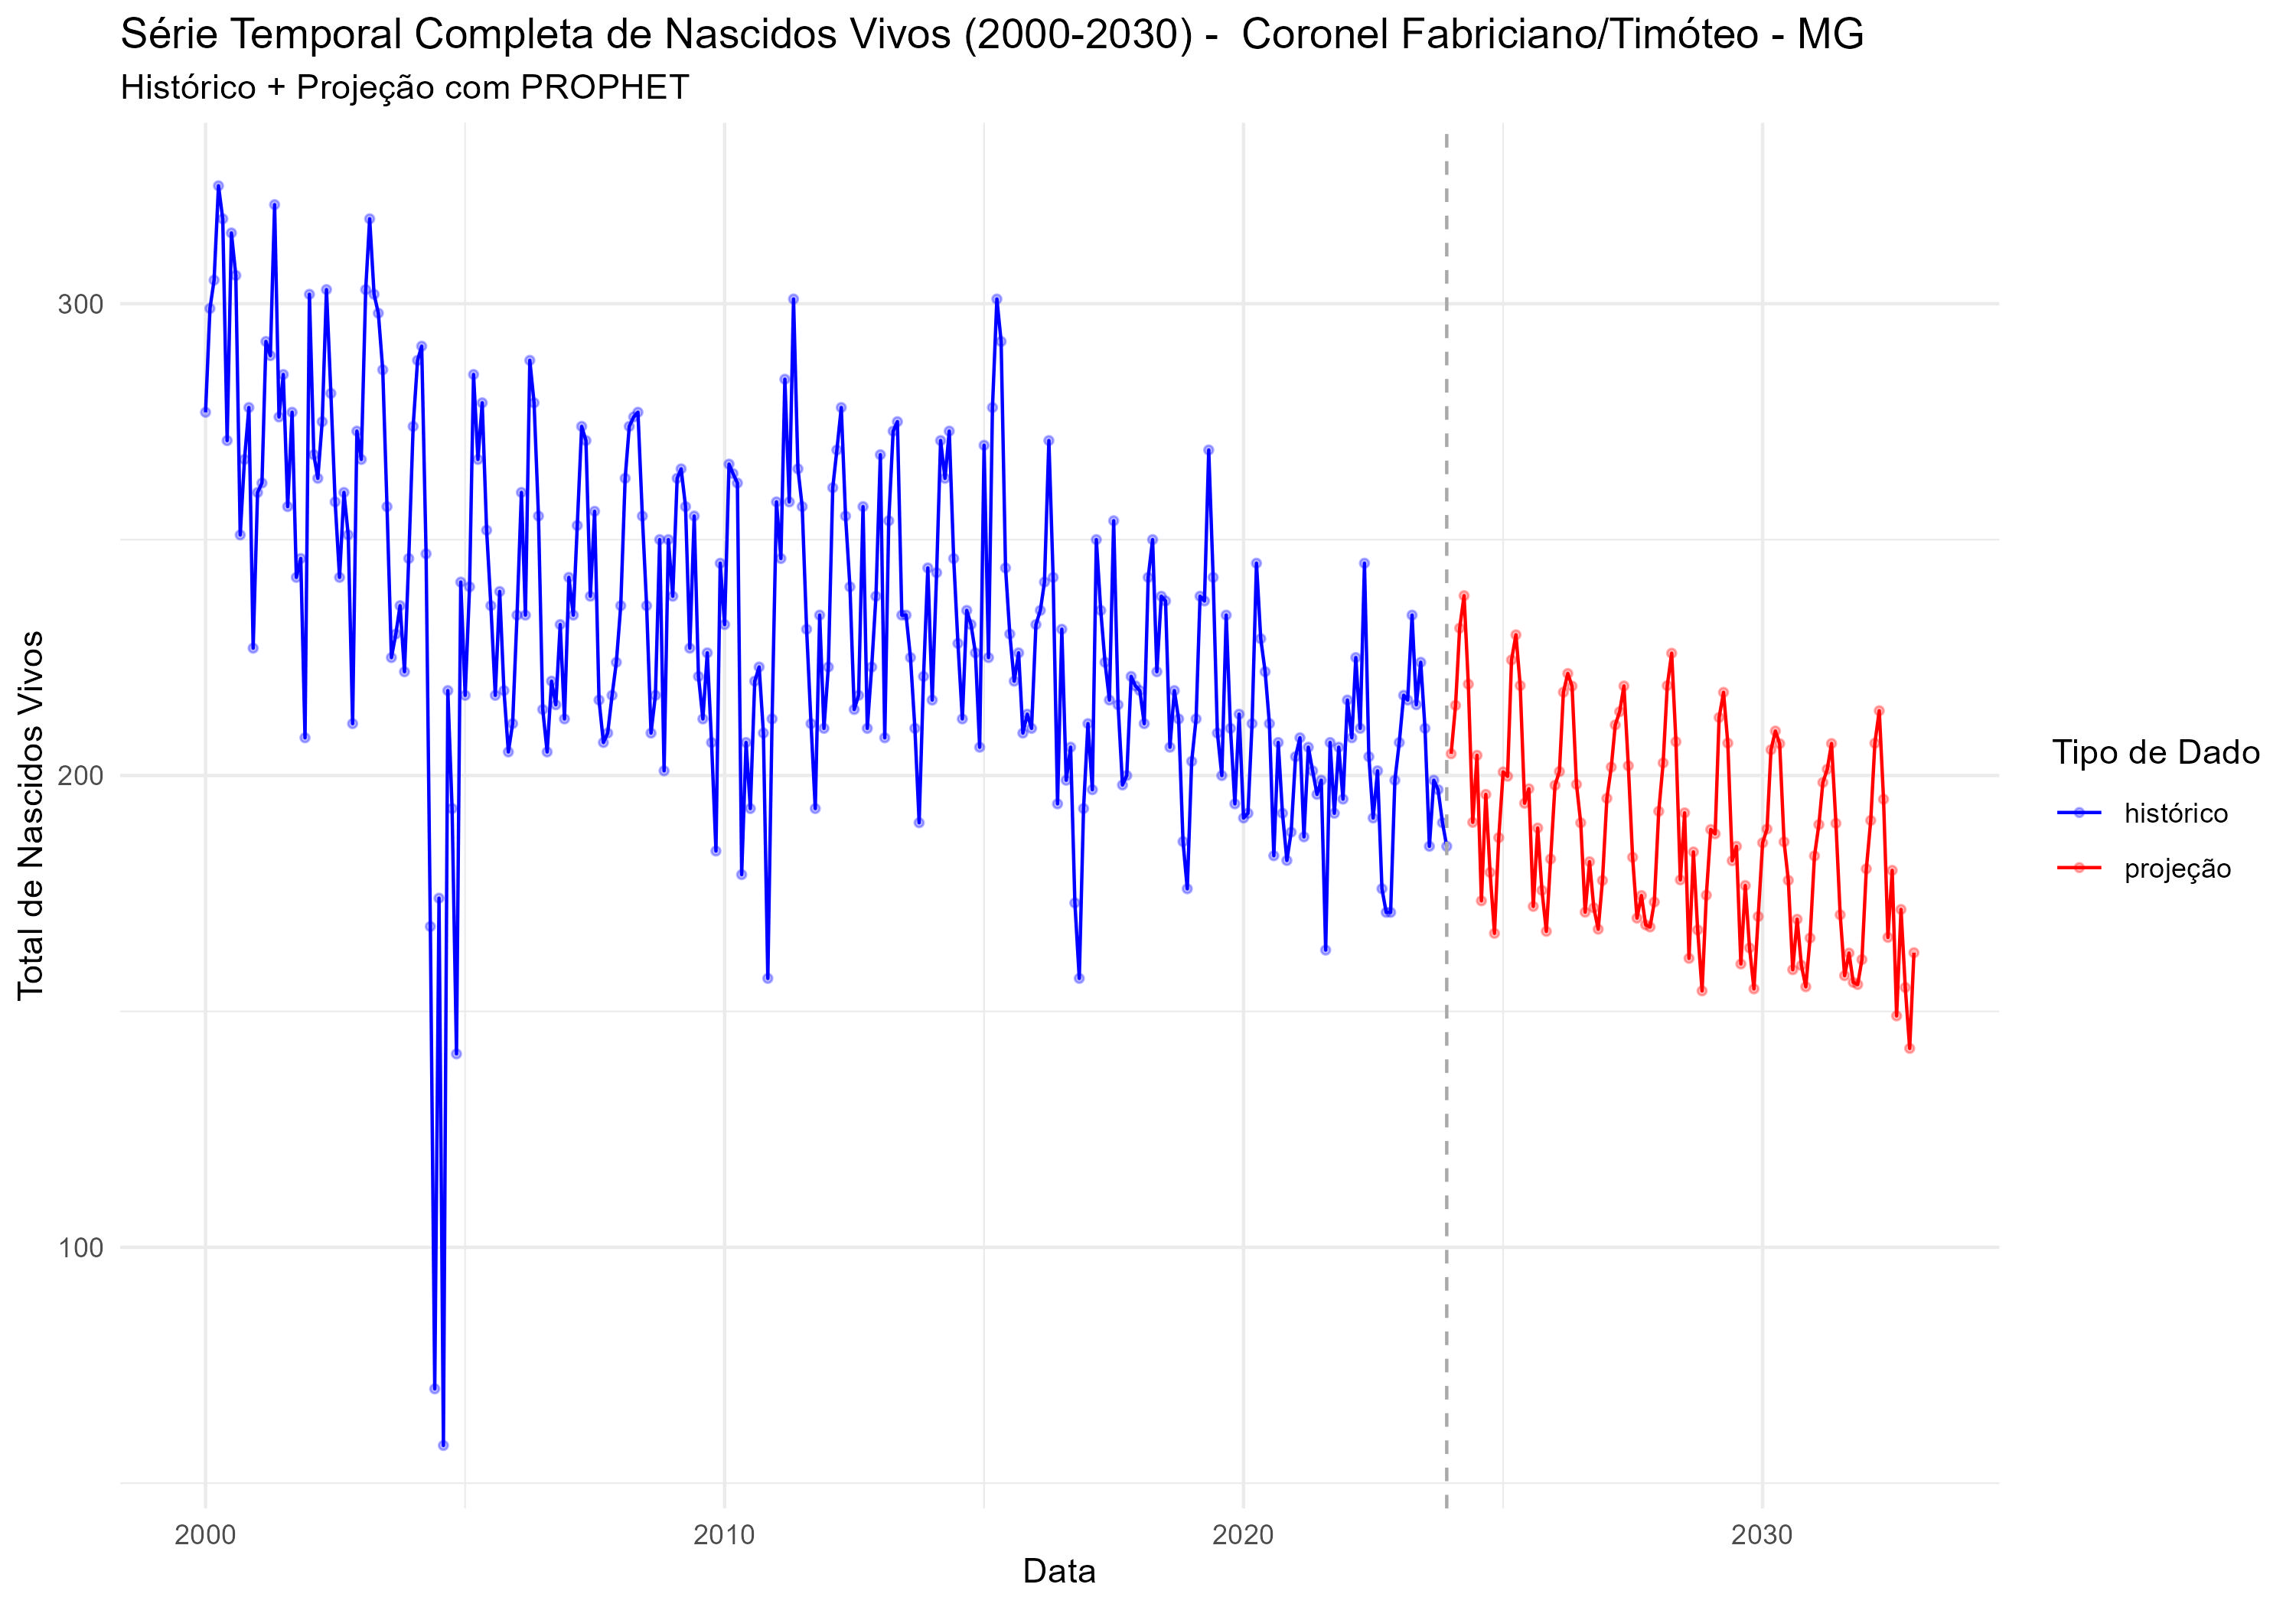 Série Temporal Completa de Nascidos Vivos (2000-2030) -  Coronel Fabriciano/Timóteo - MG
Histórico + Projeção com PROPHET
Total de Nascidos Vivos
300
200
100
2000
2010
2020
2030
Data
Tipo de Dado
histórico
projeção